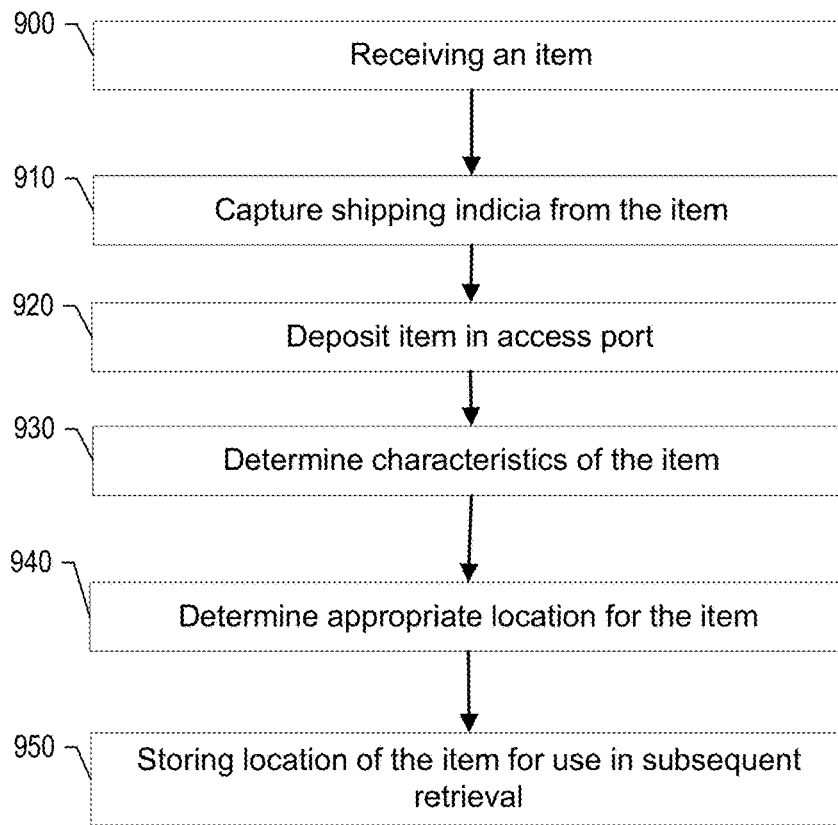 900
Receiving an item
910
Capture shipping indicia from the item
920
Deposit item in access port
930
Determine characteristics of the item
940
Determine appropriate location for the item
950
Storing location of the item for use in subsequent
retrieval